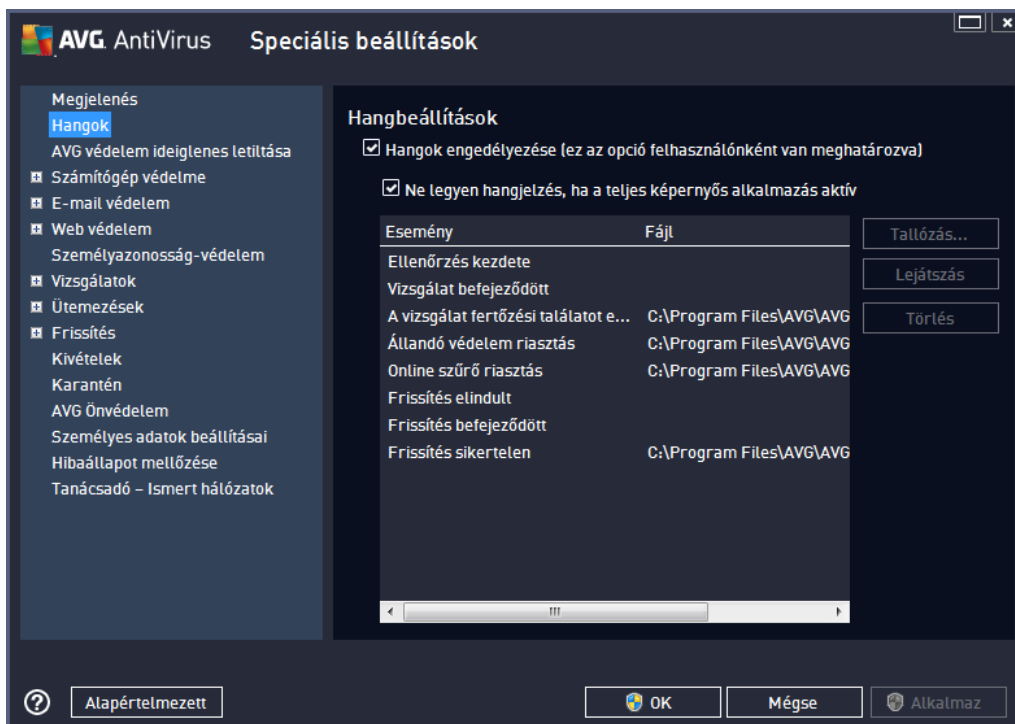 AVG AntiVirus Speciális beállítások
Megjelenés
Hangok
AVG védelem ideiglenes letiltása
Számítógép védelme
E-mail védelem
Web védelem
Személyazonosság-védelem
Vizsgálatok
Ütemezések
Frissítés
Kivételek
Karantén
AVG Önvédelem
Személyes adatok beállításai
Hibaállapot mellőzése
Tanácsadó – Ismert hálózatok
Hangbeállítások
Hangok engedélyezése (ez az opció felhasználónként van meghatározva)
Ne legyen hangjelzés, ha a teljes képernyős alkalmazás aktív
Esemény Fájl
Ellenőrzés kezdete
Vizsgálat befejeződött
A vizsgálat fertőzési találatot e... C:\Program Files\AVG\AVG
Állandó védelem riasztás C:\Program Files\AVG\AVG
Online szűrő riasztás C:\Program Files\AVG\AVG
Frissítés elindult
Frissítés befejeződött
Frissítés sikertelen C:\Program Files\AVG\AVG
Tallózás...
Lejátszás
Törlés
? Alapértelmezett OK Mégse Alkalmaz